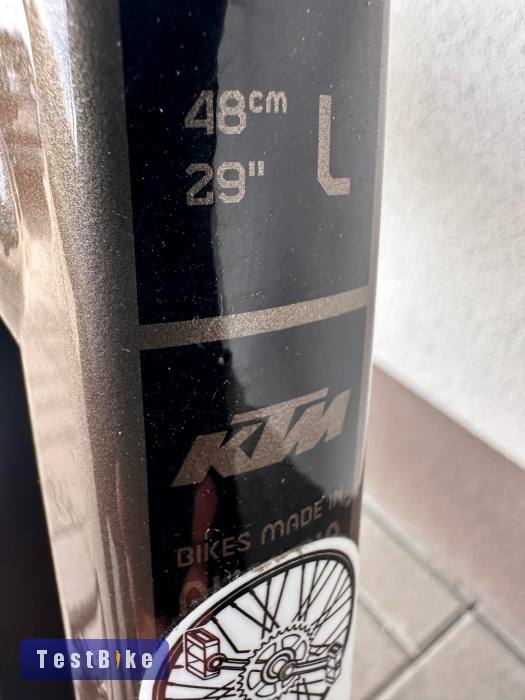 48cm L
29"
KTM
BIKES MADE IN
TestBike